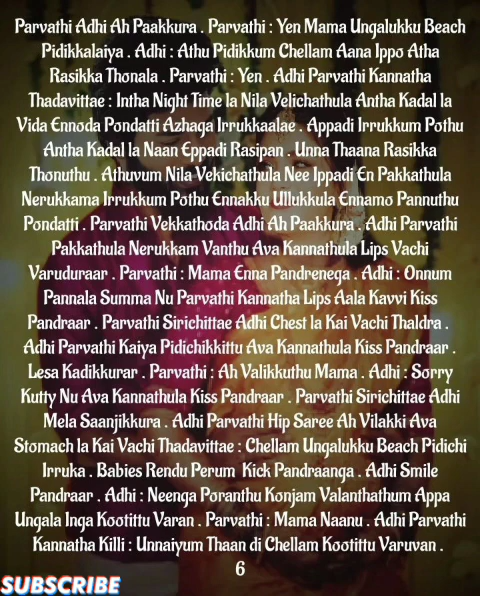 Parvathi Adhi Ah Paakkura . Parvathi : Yen Mama Ungalukku Beach
Pidikkalaiya . Adhi : Athu Pidikkum Chellam Aana Ippo Atha
Rasikka Thonala . Parvathi : Yen . Adhi Parvathi Kannatha
Thadavittae : Intha Night Time la Nila Velichathula Antha Kadal la
Vida Ennoda Pondatti Azhaga Irrukkaalae . Appadi Irrukkum Pothu
Antha Kadal la Naan Eppadi Rasipan . Unna Thaana Rasikka
Thonuthu . Athuvum Nila Vekichathula Nee Ippadi En Pakkathula
Nerukkama Irrukkum Pothu Ennakku Ullukkula Ennamo Pannuthu
Pondatti . Parvathi Vekkathoda Adhi Ah Paakkura . Adhi Parvathi
Pakkathula Nerukkam Vanthu Ava Kannathula Lips Vachi
Varuduraar . Parvathi : Mama Enna Pandrenega . Adhi : Onnum
Pannala Summa Nu Parvathi Kannatha Lips Aala Kavvi Kiss
Pandraar . Parvathi Sirichittae Adhi Chest la Kai Vachi Thaldra .
Adhi Parvathi Kaiya Pidichikkittu Ava Kannathula Kiss Pandraar .
Lesa Kadikkurar . Parvathi : Ah Valikkuthu Mama . Adhi : Sorry
Kutty Nu Ava Kannathula Kiss Pandraar . Parvathi Sirichittae Adhi
Mela Saanjikkura . Adhi Parvathi Hip Saree Ah Vilakki Ava
Stomach la Kai Vachi Thadavittae : Chellam Ungalukku Beach Pidichi
Irruka . Babies Rendu Perum Kick Pandraanga . Adhi Smile
Pandraar . Adhi : Neenga Poranthu Konjam Valanthathum Appa
Ungala Inga Kootittu Varan . Parvathi : Mama Naanu . Adhi Parvathi
Kannatha Killi : Unnaiyum Thaan di Chellam Kootittu Varuvan .
6
SUBSCRIBE